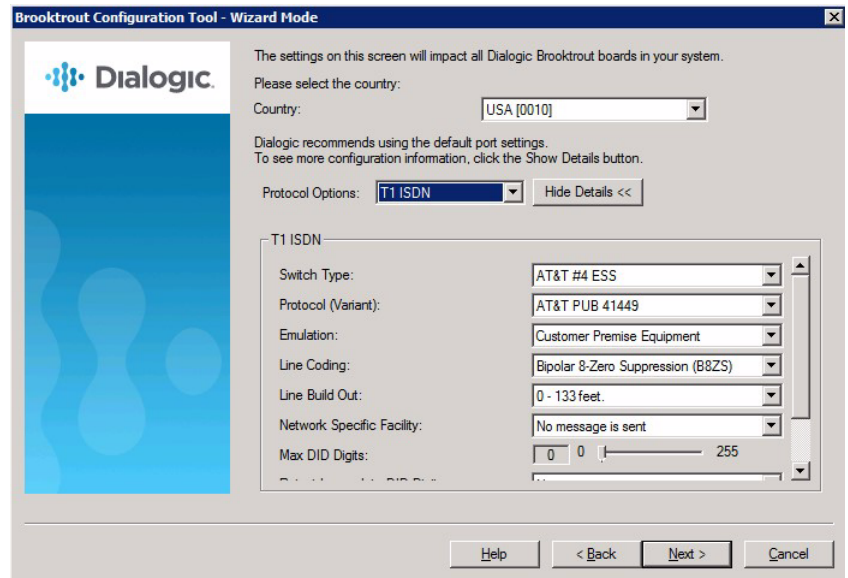 Brooktrout Configuration Tool - Wizard Mode
Dialogic.
The settings on this screen will impact all Dialogic Brooktrout boards in your system.
Please select the country:
Country: USA [0010]
Dialogic recommends using the default port settings.
To see more configuration information, click the Show Details button.
Protocol Options: T1 ISDN Hide Details <<
T1 ISDN
Switch Type: AT&T #4 ESS
Protocol (Variant): AT&T PUB 41449
Emulation: Customer Premise Equipment
Line Coding: Bipolar 8-Zero Suppression (B8ZS)
Line Build Out: 0 - 133 feet.
Network Specific Facility: No message is sent
Max DID Digits: 0 0 255
Help < Back Next > Cancel